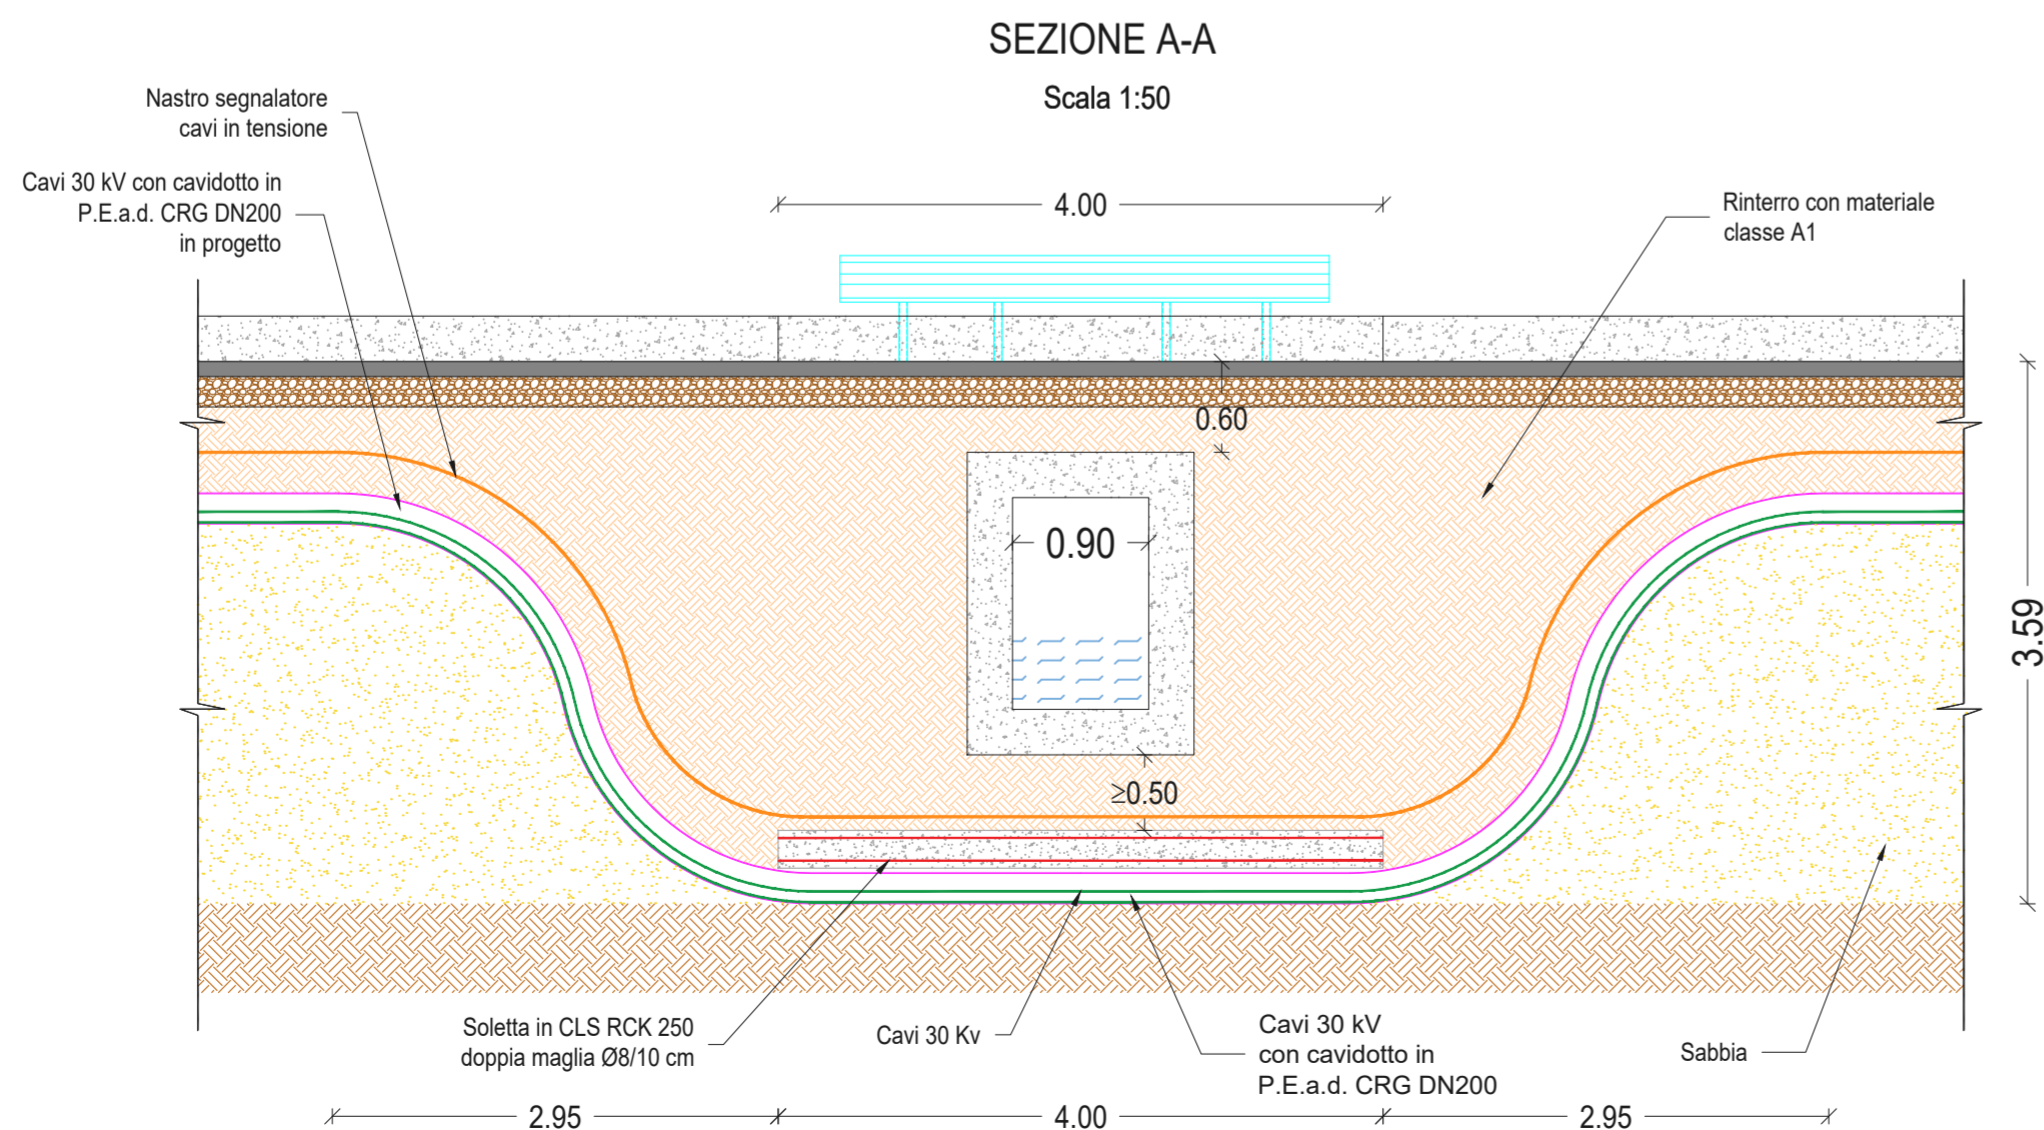 SEZIONE A-A
Scala 1:50
Nastro segnalatore
cavi in tensione
Cavi 30 kV con cavidotto in
P.E.a.d. CRG DN200
in progetto
4.00
Rinterro con materiale
classe A1
0.60
0.90
3.59
≥0.50
Soletta in CLS RCK 250
doppia maglia Ø8/10 cm
Cavi 30 Kv
Cavi 30 kV
con cavidotto in
P.E.a.d. CRG DN200
Sabbia
2.95
4.00
2.95